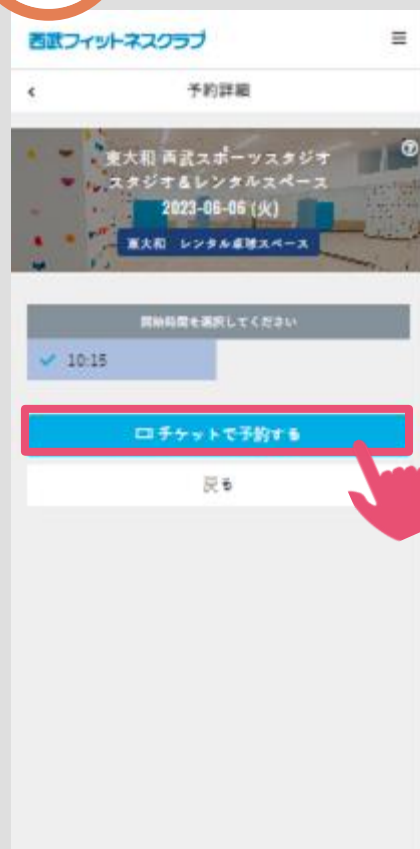 西武フィットネスクラブ
予約詳細
東大和 西武スポーツスタジオ
スタジオ&レンタルスペース
2023-06-06 (火)
東大和 レンタル卓球スペース
開始時間を選択してください
10:15
チケットで予約する
戻る